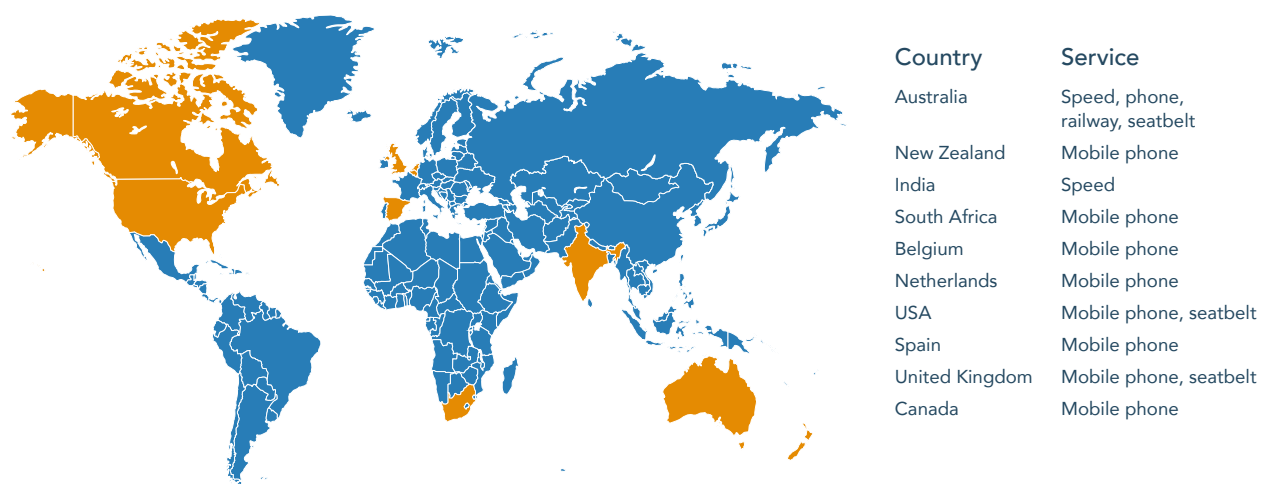 Country Service
Australia Speed, phone,
railway, seatbelt
New Zealand Mobile phone
India Speed
South Africa Mobile phone
Belgium Mobile phone
Netherlands Mobile phone
USA Mobile phone, seatbelt
Spain Mobile phone
United Kingdom Mobile phone, seatbelt
Canada Mobile phone